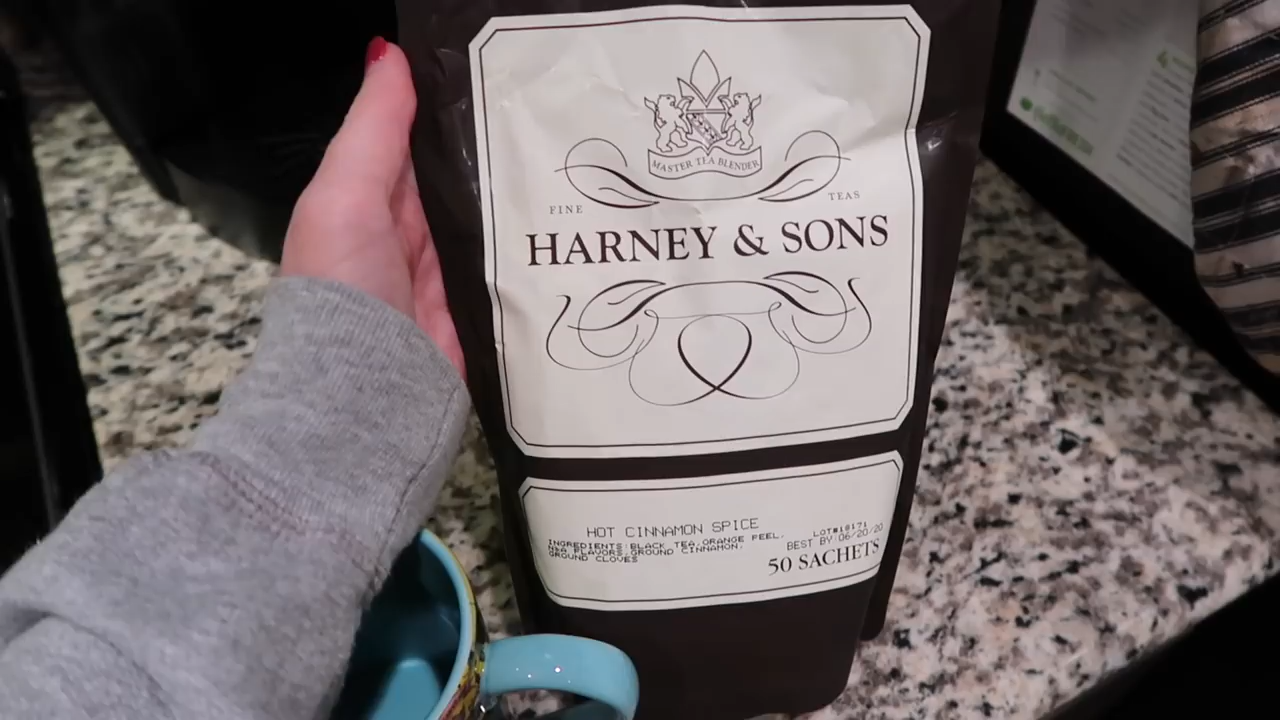 MASTER TEA BLENDER
FINE TEAS
HARNEY & SONS
HOT CINNAMON SPICE
INGREDIENTS:BLACK TEA,ORANGE PEEL,
N&A FLAVORS,GROUND CINNAMON,
GROUND CLOVES
LOT#18171
BEST BY:06/20/20
50 SACHETS